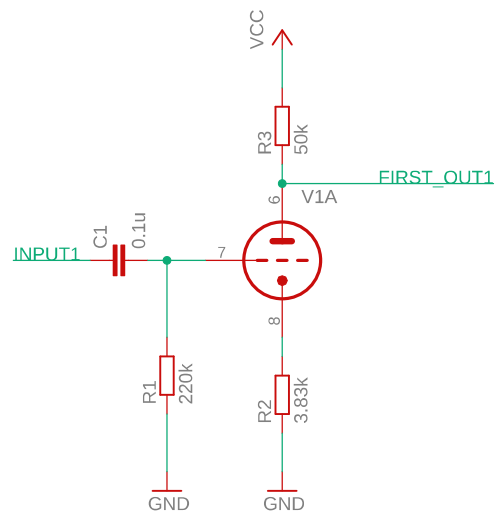 VCC
R3
50k
FIRST_OUT1
6
V1A
C1
0.1u
INPUT1
7
8
R1
220k
R2
3.83k
GND
GND